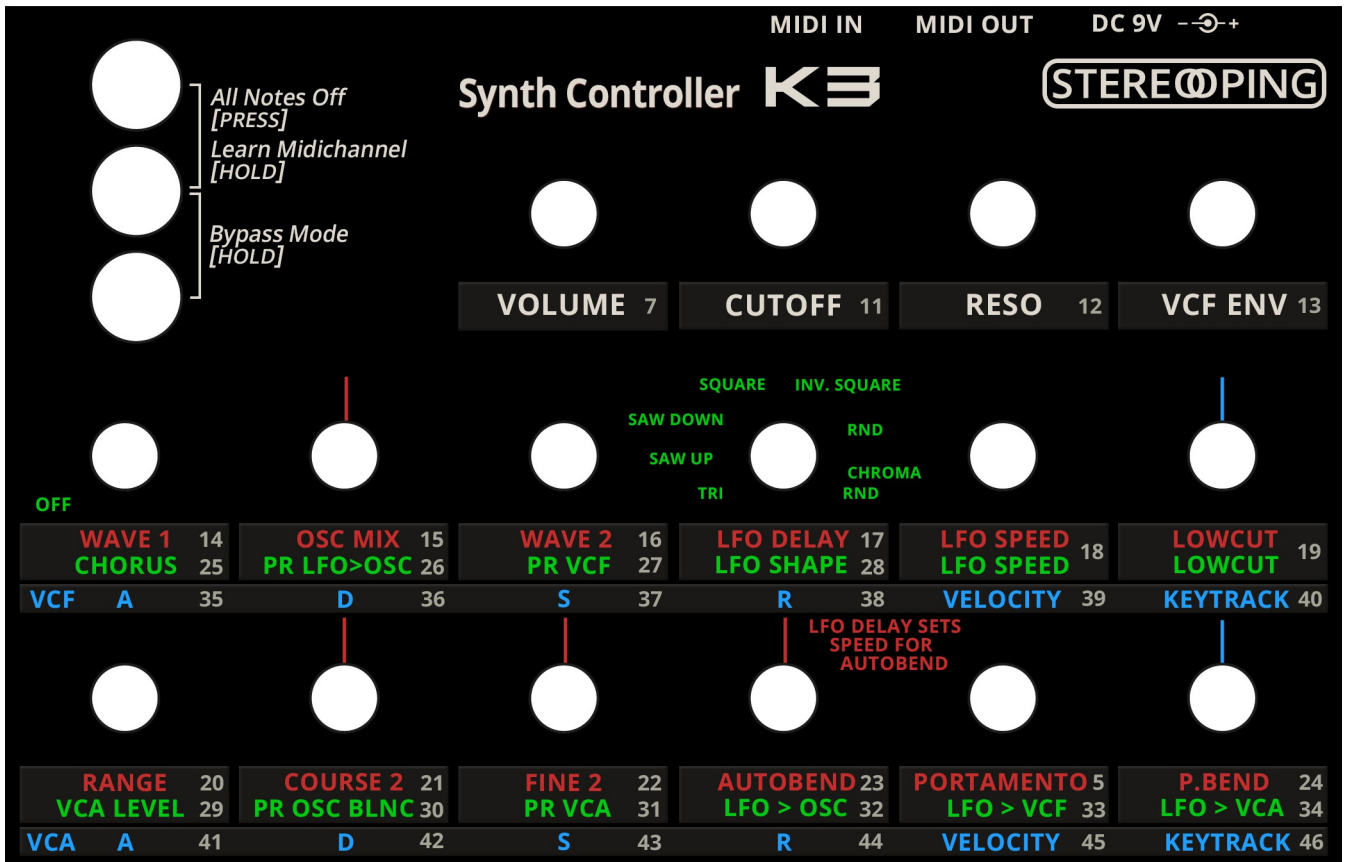 MIDI IN MIDI OUT DC 9V - +
Synth Controller K3 STEREOOPING
All Notes Off
[PRESS]
Learn Midichannel
[HOLD]
Bypass Mode
[HOLD]
VOLUME 7 CUTOFF 11 RESO 12 VCF ENV 13
SQUARE INV. SQUARE
SAW DOWN RND
SAW UP CHROMA
OFF TRI RND
WAVE 1 14 OSC MIX 15 WAVE 2 16 LFO DELAY 17 LFO SPEED 18 LOWCUT 19
CHORUS 25 PR LFO>OSC 26 PR VCF 27 LFO SHAPE 28 LFO SPEED LOWCUT
VCF A 35 D 36 S 37 R 38 VELOCITY 39 KEYTRACK 40
LFO DELAY SETS
SPEED FOR
AUTOBEND
RANGE 20 COURSE 2 21 FINE 2 22 AUTOBEND 23 PORTAMENTO 5 P.BEND 24
VCA LEVEL 29 PR OSC BLNC 30 PR VCA 31 LFO > OSC 32 LFO > VCF 33 LFO > VCA 34
VCA A 41 D 42 S 43 R 44 VELOCITY 45 KEYTRACK 46